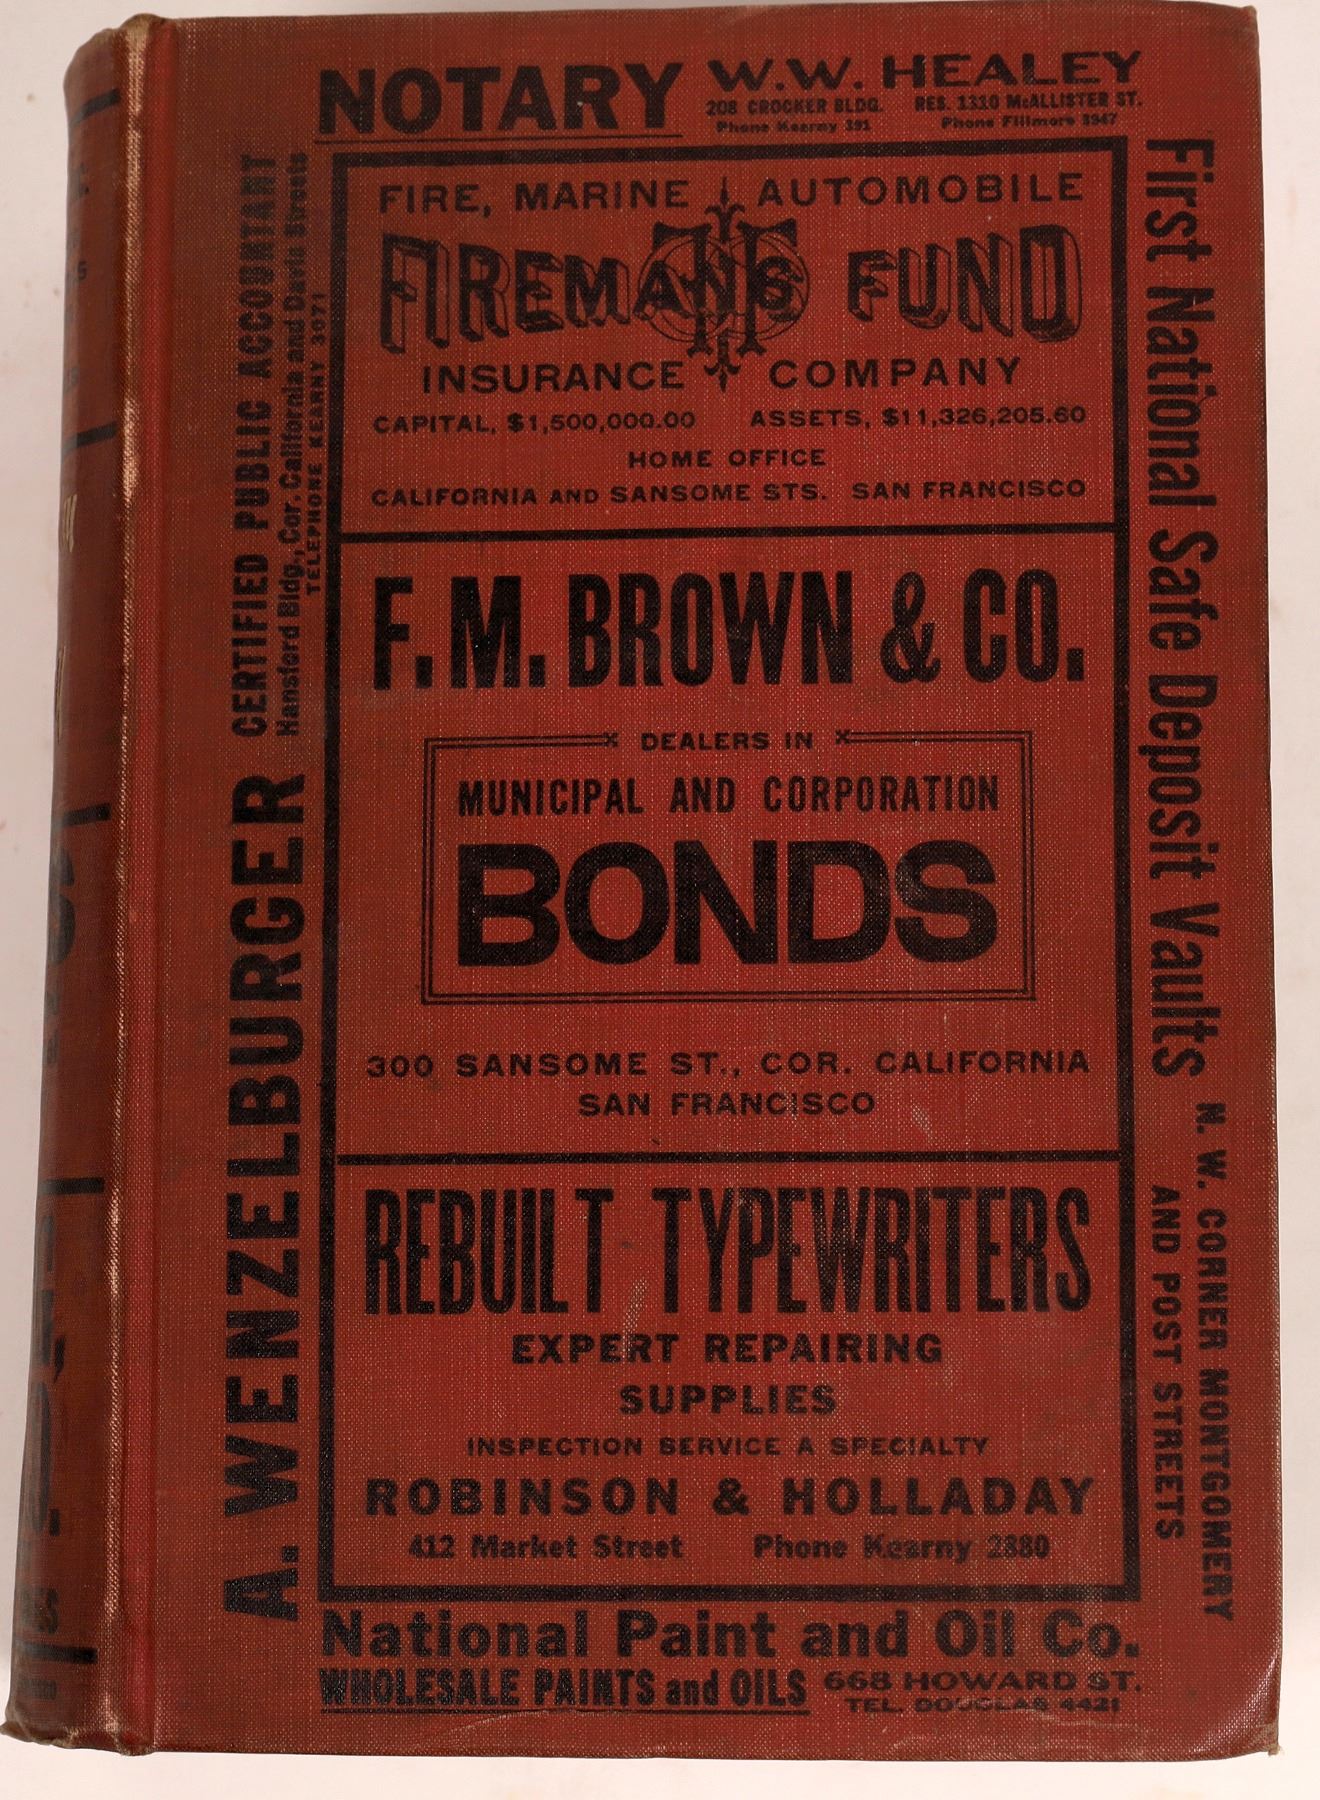 NOTARY W.W. HEALEY
208 CROCKER BLDG. RES. 1310 McALLISTER ST.
Phone Kearny 391 Phone Fillmore 3947
A. WENZELBURGER CERTIFIED PUBLIC ACCOUNTANT
Hansford Bldg., Cor. California and Davis Streets
TELEPHONE KEARNY 3071
FIRE, MARINE AUTOMOBILE
FIREMAN'S FUND
INSURANCE COMPANY
CAPITAL, $1,500,000.00 ASSETS, $11,326,205.60
HOME OFFICE
CALIFORNIA AND SANSOME STS. SAN FRANCISCO
F. M. BROWN & CO.
DEALERS IN
MUNICIPAL AND CORPORATION
BONDS
300 SANSOME ST., COR. CALIFORNIA
SAN FRANCISCO
REBUILT TYPEWRITERS
EXPERT REPAIRING
SUPPLIES
INSPECTION SERVICE A SPECIALTY
ROBINSON & HOLLADAY
412 Market Street Phone Kearny 2880
First National Safe Deposit Vaults N. W. CORNER MONTGOMERY
AND POST STREETS
National Paint and Oil Co.
WHOLESALE PAINTS and OILS 668 HOWARD ST.
TEL. DOUGLAS 4421